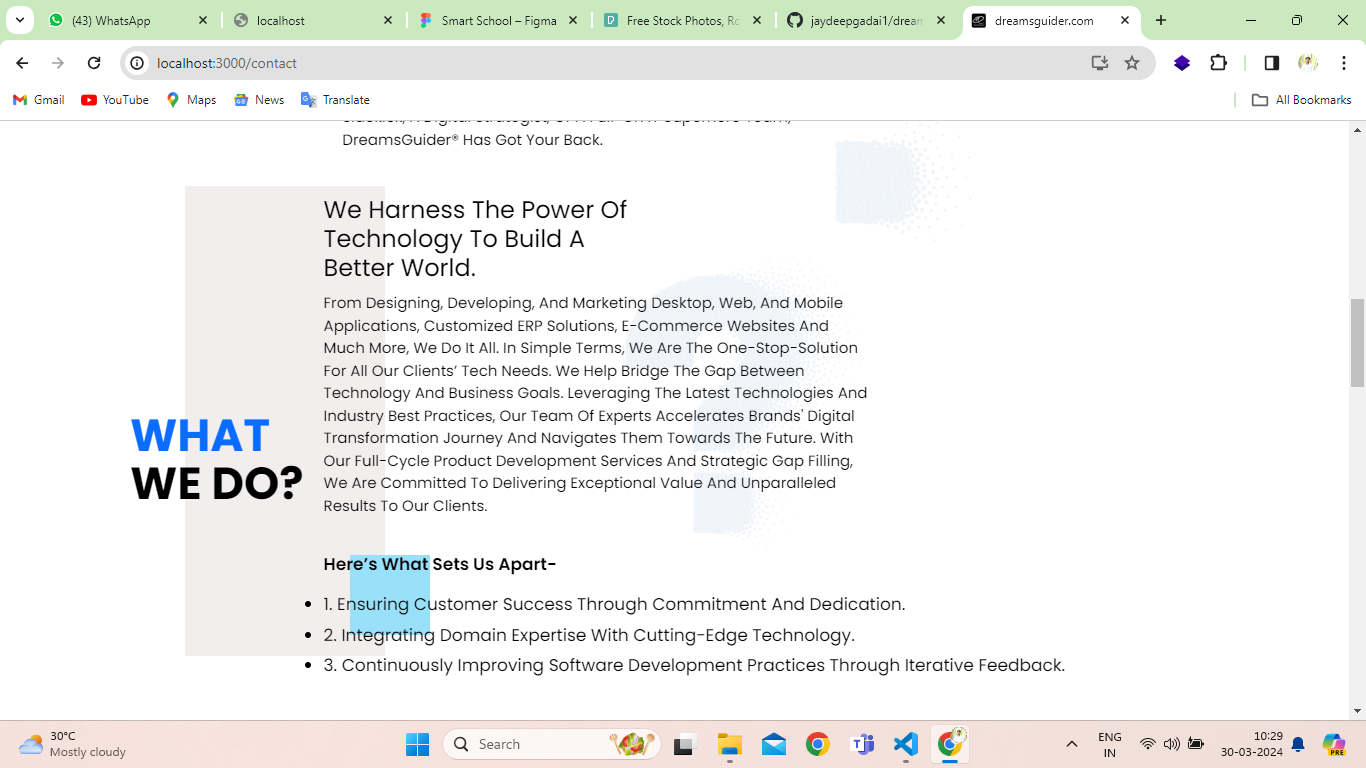 (43) WhatsApp
localhost
Smart School – Figma
Free Stock Photos, Ro
jaydeepgadai1/dream
dreamsguider.com
localhost:3000/contact
Gmail
YouTube
Maps
News
Translate
All Bookmarks
DreamsGuider® Has Got Your Back.
We Harness The Power Of
Technology To Build A
Better World.
From Designing, Developing, And Marketing Desktop, Web, And Mobile
Applications, Customized ERP Solutions, E-Commerce Websites And
Much More, We Do It All. In Simple Terms, We Are The One-Stop-Solution
For All Our Clients’ Tech Needs. We Help Bridge The Gap Between
Technology And Business Goals. Leveraging The Latest Technologies And
Industry Best Practices, Our Team Of Experts Accelerates Brands' Digital
Transformation Journey And Navigates Them Towards The Future. With
Our Full-Cycle Product Development Services And Strategic Gap Filling,
We Are Committed To Delivering Exceptional Value And Unparalleled
Results To Our Clients.
WHAT
WE DO?
Here’s What Sets Us Apart-
1. Ensuring Customer Success Through Commitment And Dedication.
2. Integrating Domain Expertise With Cutting-Edge Technology.
3. Continuously Improving Software Development Practices Through Iterative Feedback.
30°C
Mostly cloudy
Search
ENG
IN
10:29
30-03-2024
PRE